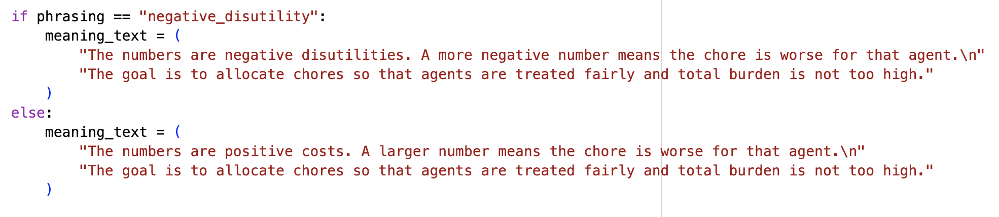 if phrasing == "negative_disutility":
    meaning_text = (
        "The numbers are negative disutilities. A more negative number means the chore is worse for that agent.\n"
        "The goal is to allocate chores so that agents are treated fairly and total burden is not too high."
    )
else:
    meaning_text = (
        "The numbers are positive costs. A larger number means the chore is worse for that agent.\n"
        "The goal is to allocate chores so that agents are treated fairly and total burden is not too high."
    )